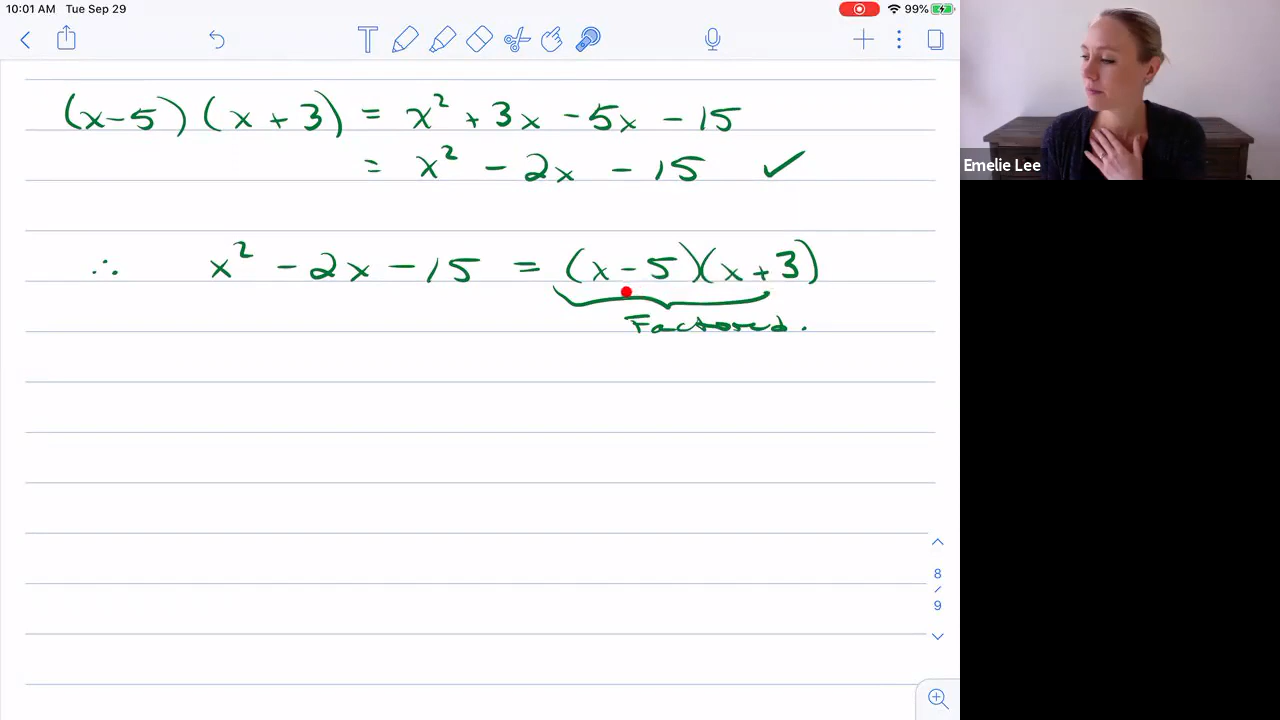 10:01 AM Tue Sep 29
99%
(x-5)(x+3) = x² + 3x - 5x - 15
= x² - 2x - 15 ✓
∴ x² - 2x - 15 = (x-5)(x+3)
Factored.
Emelie Lee
8
/
9